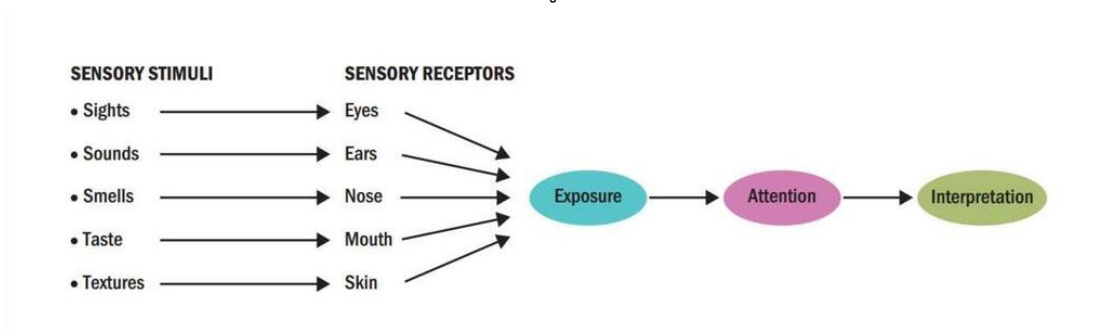 SENSORY STIMULI SENSORY RECEPTORS
• Sights Eyes
• Sounds Ears
• Smells Nose
Exposure Attention Interpretation
• Taste Mouth
• Textures Skin